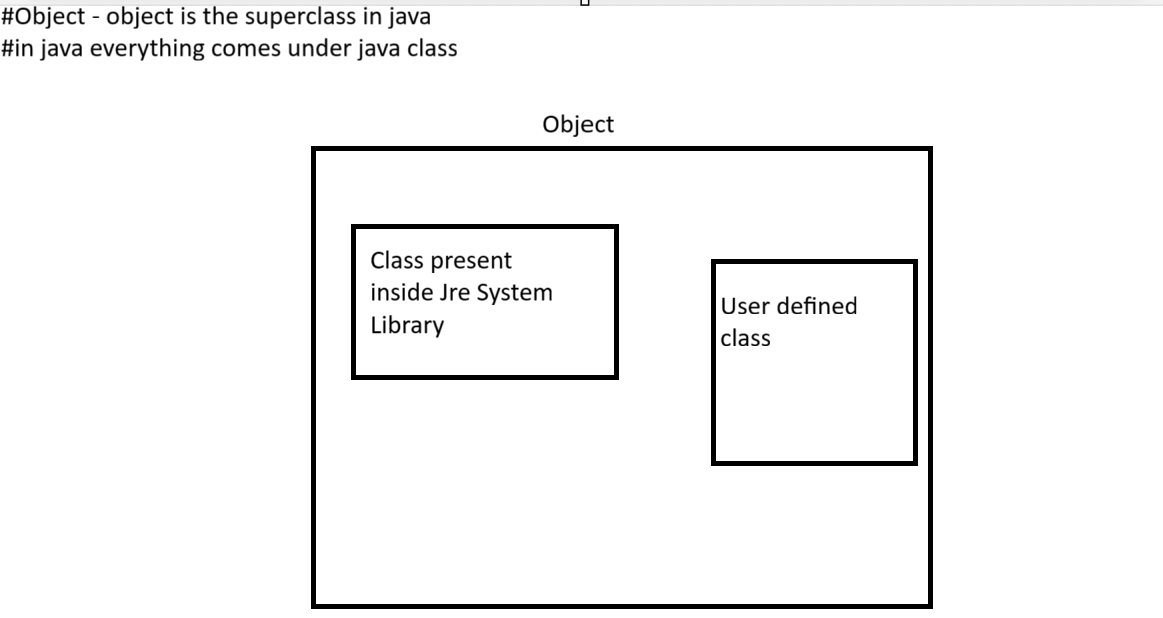 #Object - object is the superclass in java
#in java everything comes under java class
Object
Class present
inside Jre System
Library
User defined
class